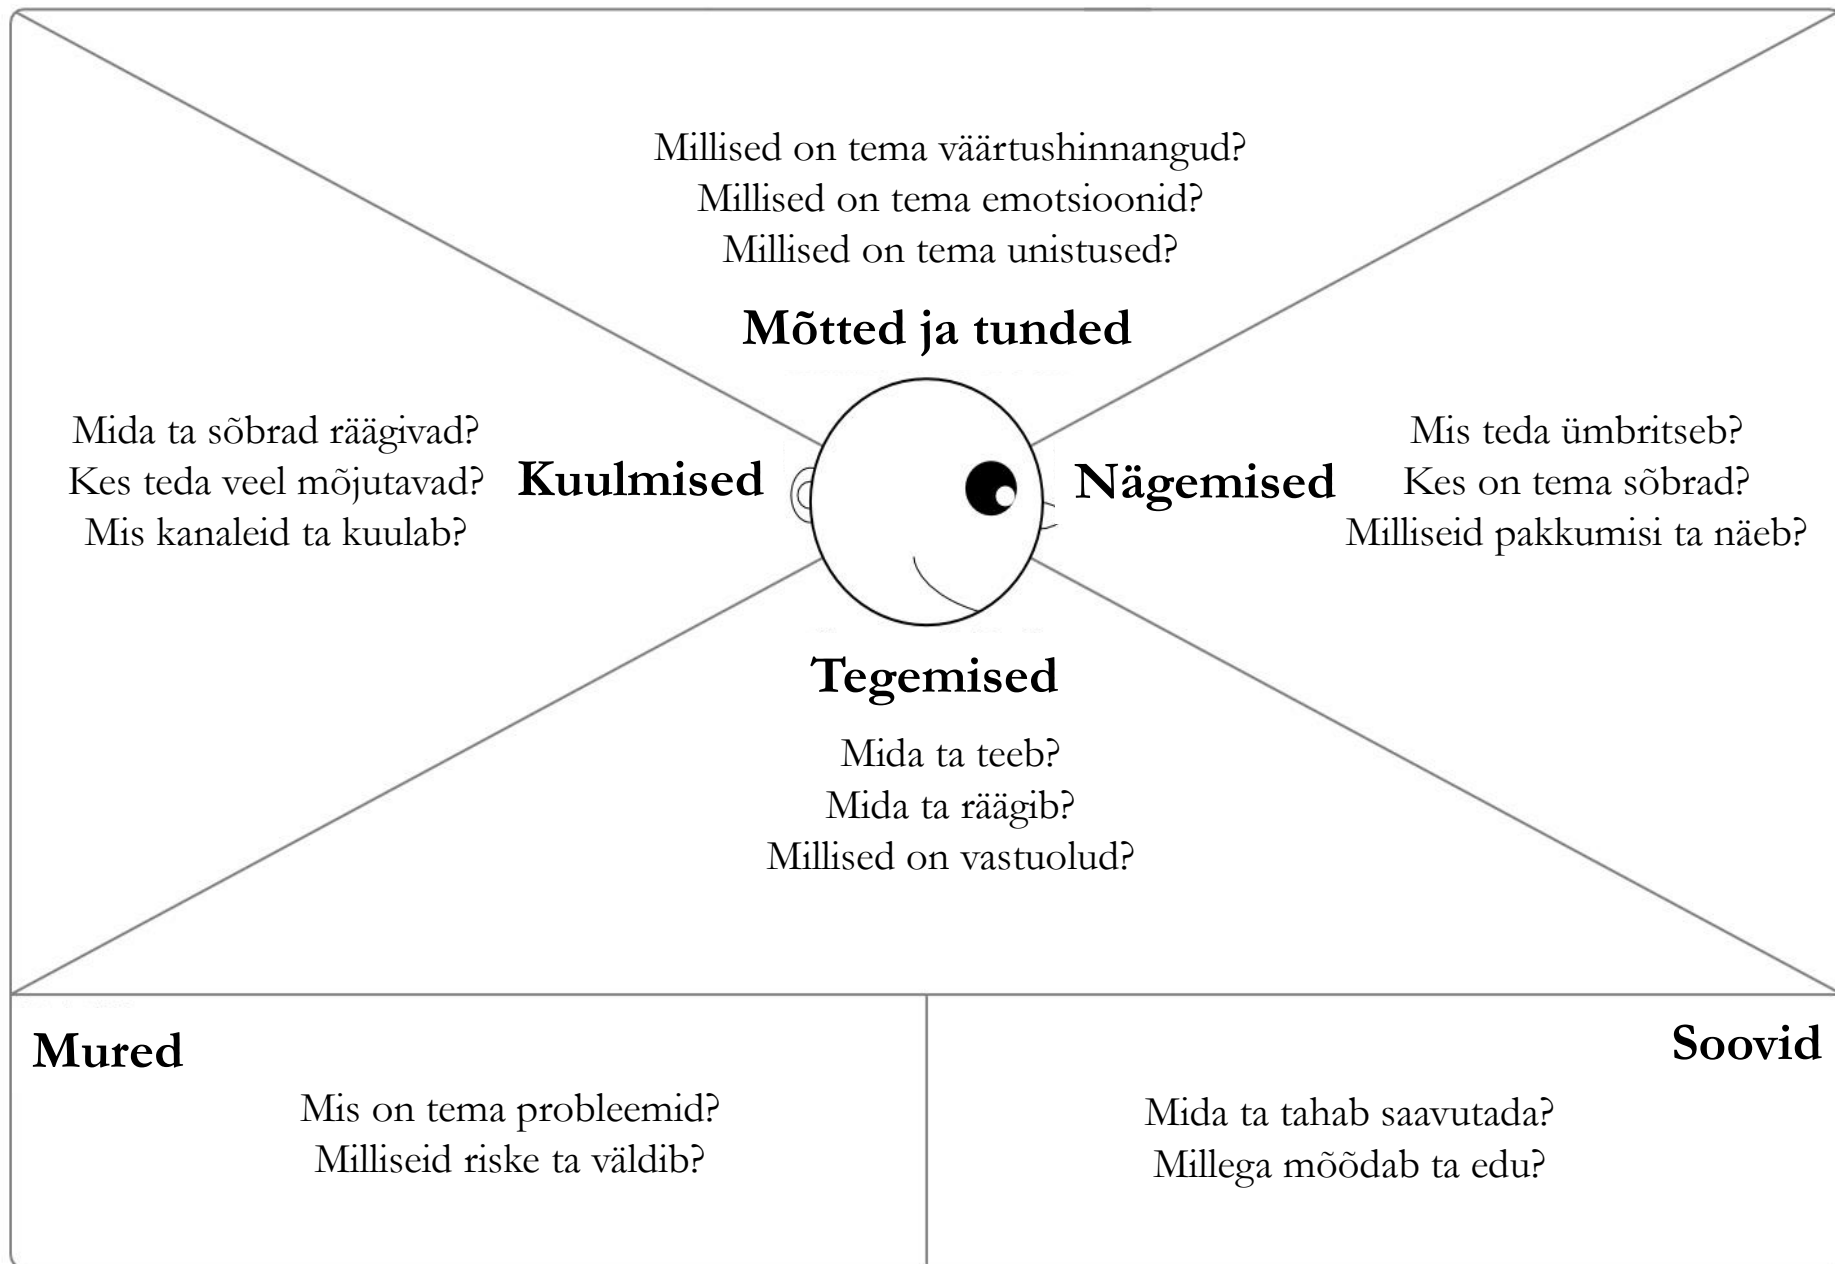 Millised on tema väärtushinnangud?
Millised on tema emotsioonid?
Millised on tema unistused?
Mõtted ja tunded
Mida ta sõbrad räägivad?
Kes teda veel mõjutavad?
Mis kanaleid ta kuulab?
Kuulmised
Nägemised
Mis teda ümbritseb?
Kes on tema sõbrad?
Milliseid pakkumisi ta näeb?
Tegemised
Mida ta teeb?
Mida ta räägib?
Millised on vastuolud?
Mured
Mis on tema probleemid?
Milliseid riske ta väldib?
Soovid
Mida ta tahab saavutada?
Millega mõõdab ta edu?